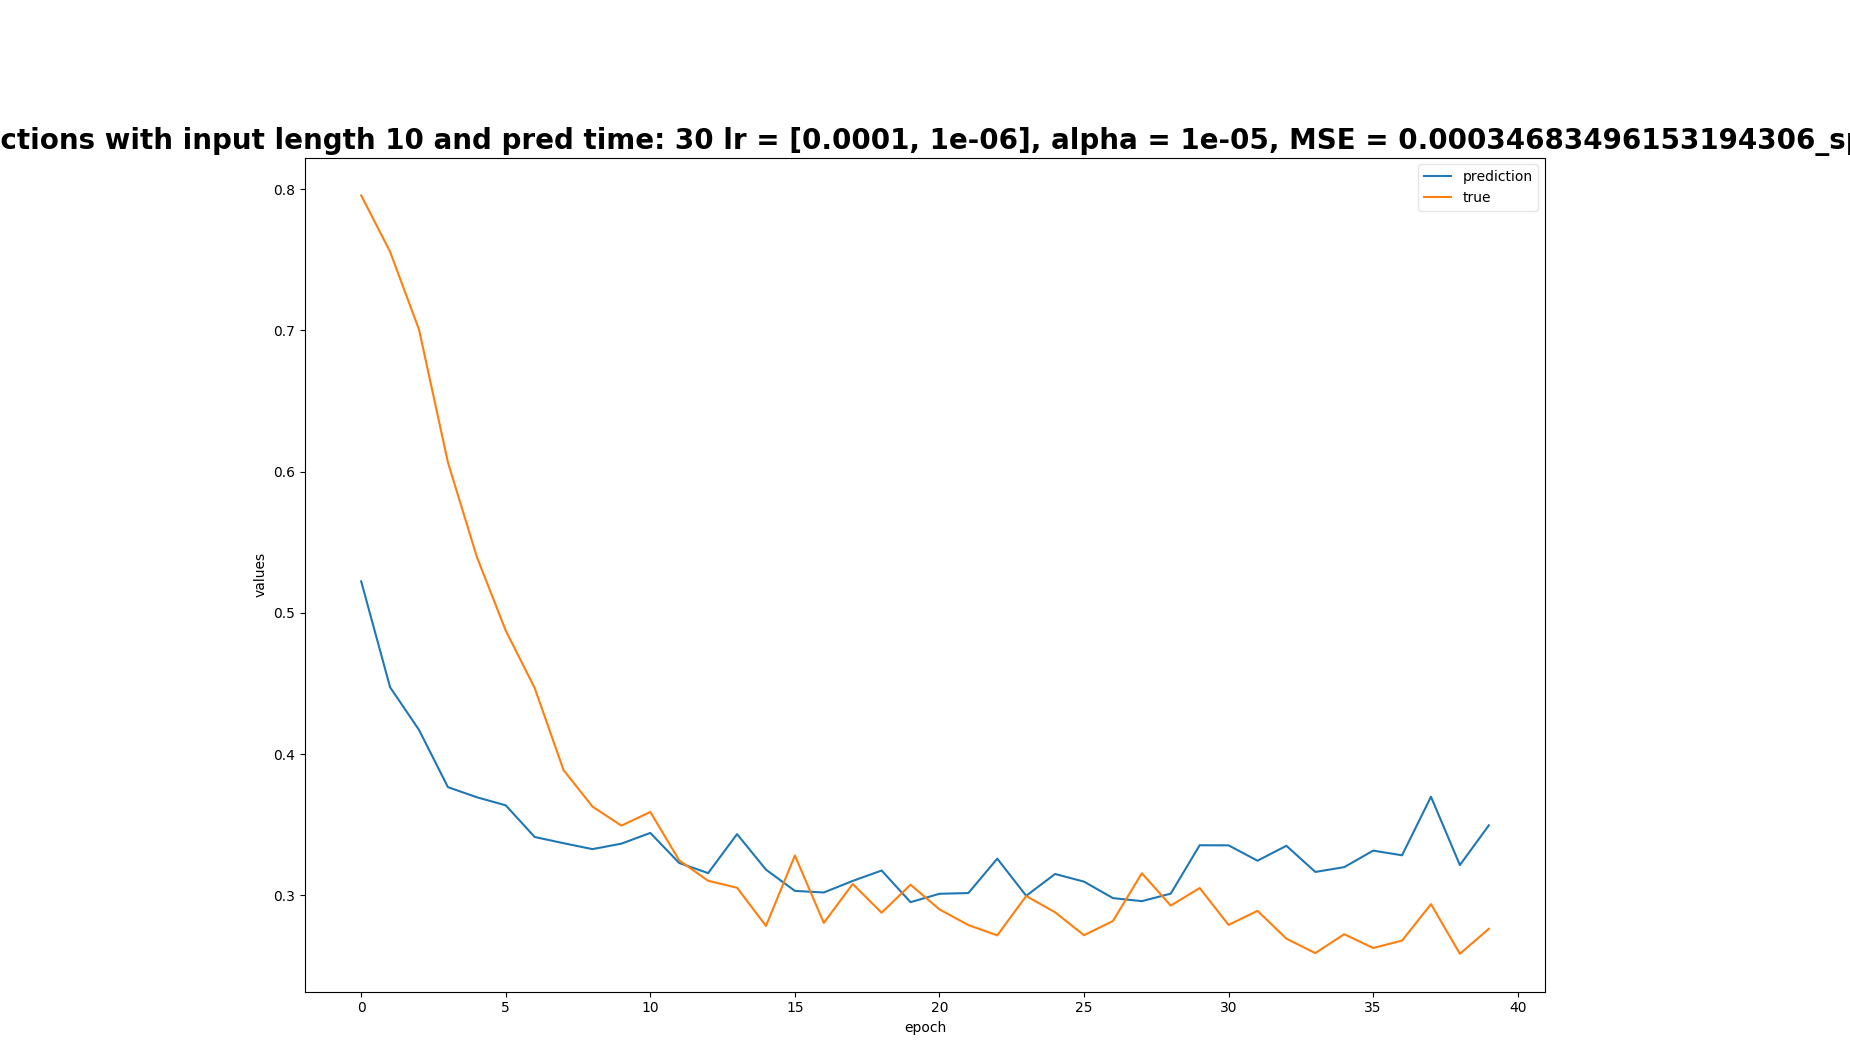 ctions with input length 10 and pred time: 30 lr = [0.0001, 1e-06], alpha = 1e-05, MSE = 0.00034683496153194306_sp
prediction
true
0.8
0.7
0.6
0.5
0.4
0.3
values
0 5 10 15 20 25 30 35 40
epoch